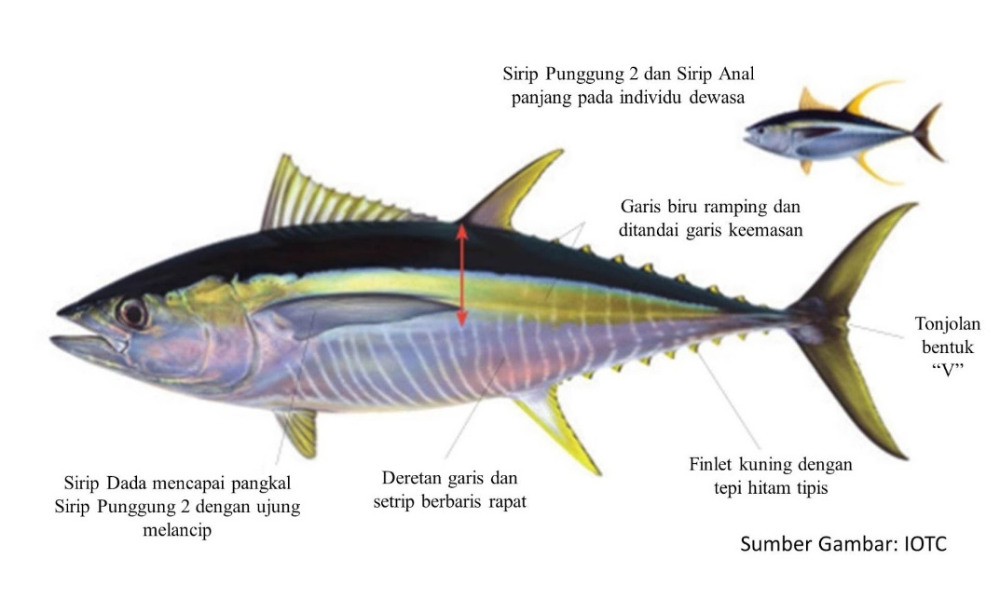 Sirip Punggung 2 dan Sirip Anal
panjang pada individu dewasa
Garis biru ramping dan
ditandai garis keemasan
Tonjolan
bentuk
“V”
Finlet kuning dengan
tepi hitam tipis
Deretan garis dan
setrip berbaris rapat
Sirip Dada mencapai pangkal
Sirip Punggung 2 dengan ujung
melancip
Sumber Gambar: IOTC